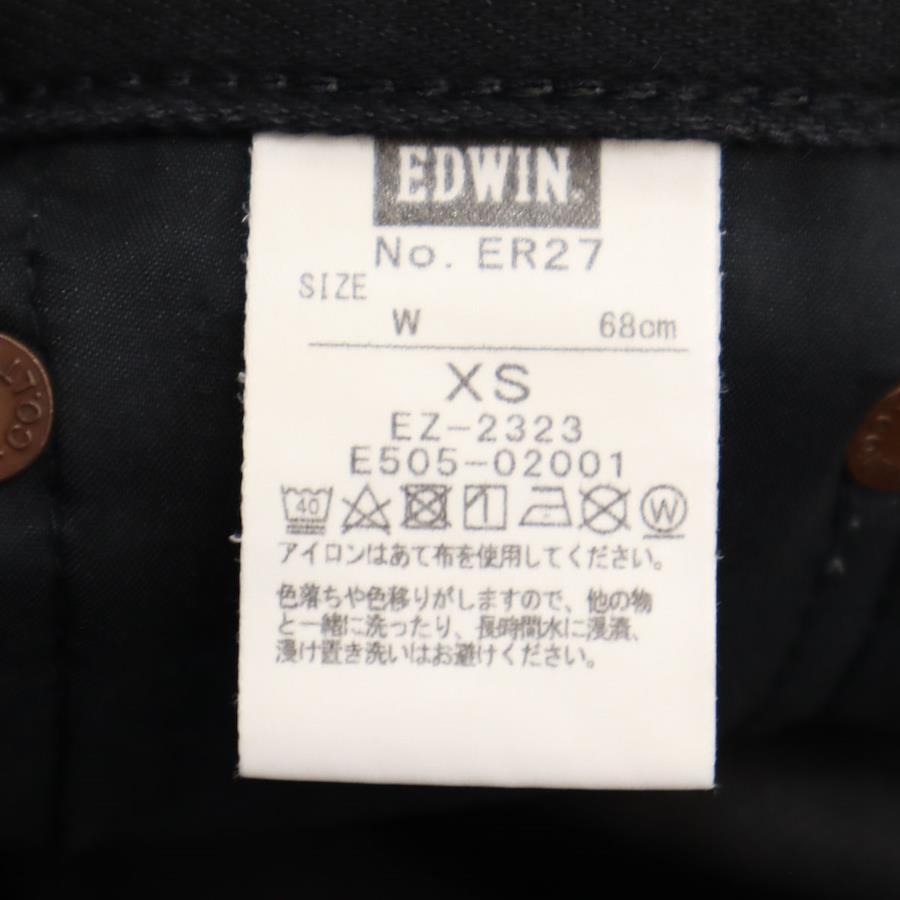 EDWIN
No. ER27
SIZE
W 68cm
XS
EZ-2323
E505-02001
40 W
アイロンはあて布を使用してください。
色落ちや色移りがしますので、他の物
と一緒に洗ったり、長時間水に浸漬、
浸け置き洗いはお避けください。